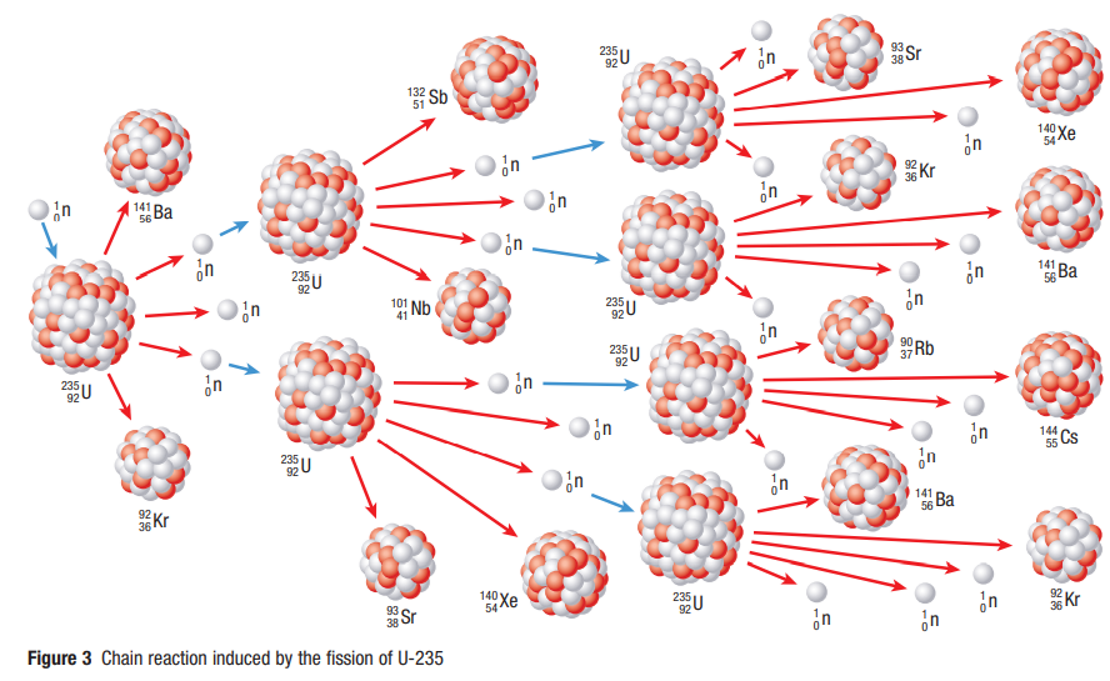 235
92 U
1
0 n
93
38 Sr
132
51 Sb
140
54 Xe
1
0 n
1
0 n
1
0 n
92
36 Kr
1
0 n
141
56 Ba
1
0 n
1
0 n
1
0 n
1
0 n
141
56 Ba
235
92 U
1
0 n
101
41 Nb
235
92 U
1
0 n
1
0 n
1
0 n
90
37 Rb
235
92 U
235
92 U
1
0 n
1
0 n
1
0 n
1
0 n
144
55 Cs
1
0 n
235
92 U
1
0 n
1
0 n
141
56 Ba
92
36 Kr
93
38 Sr
140
54 Xe
235
92 U
1
0 n
1
0 n
1
0 n
92
36 Kr
Figure 3 Chain reaction induced by the fission of U-235